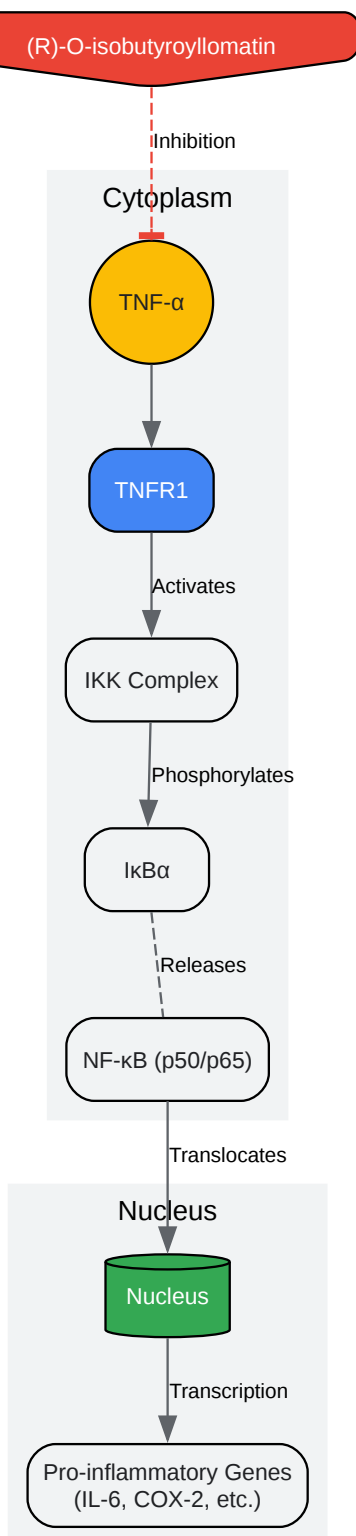 (R)-O-isobutyroyllomatin
Inhibition
Cytoplasm
TNF-α
TNFR1
Activates
IKK Complex
Phosphorylates
IκBα
Releases
NF-κB (p50/p65)
Translocates
Nucleus
Nucleus
Transcription
Pro-inflammatory Genes
(IL-6, COX-2, etc.)